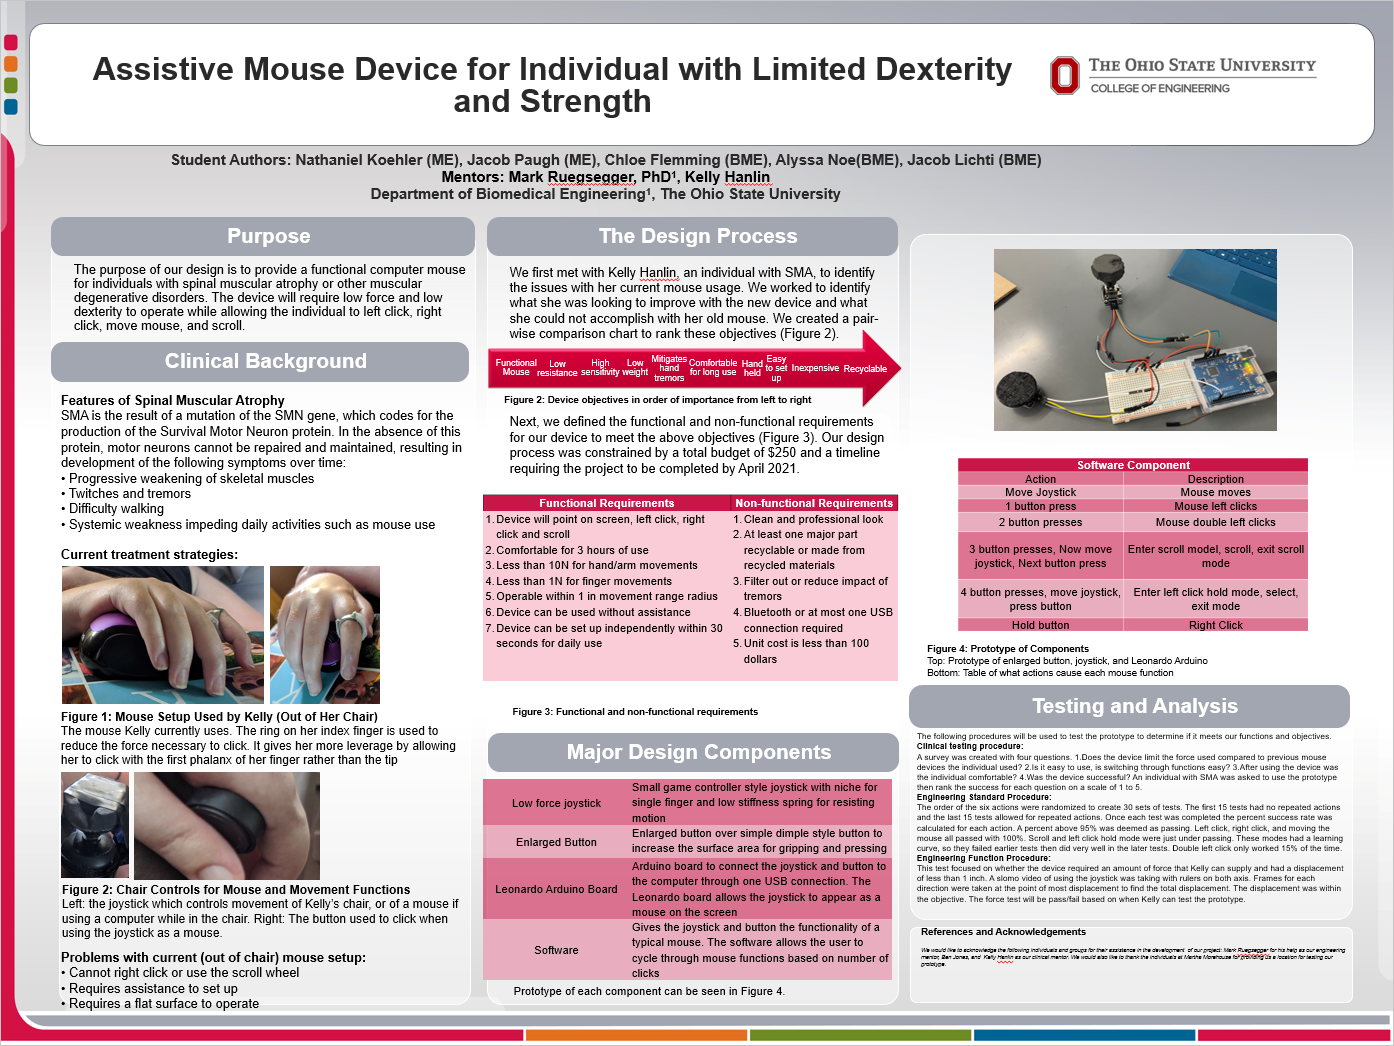 Assistive Mouse Device for Individual with Limited Dexterity
and Strength
THE OHIO STATE UNIVERSITY
COLLEGE OF ENGINEERING
Student Authors: Nathaniel Koehler (ME), Jacob Paugh (ME), Chloe Flemming (BME), Alyssa Noe(BME), Jacob Lichti (BME)
Mentors: Mark Ruegsegger, PhD¹, Kelly Hanlin
Department of Biomedical Engineering¹, The Ohio State University
Purpose
The purpose of our design is to provide a functional computer mouse
for individuals with spinal muscular atrophy or other muscular
degenerative disorders. The device will require low force and low
dexterity to operate while allowing the individual to left click, right
click, move mouse, and scroll.
Clinical Background
Features of Spinal Muscular Atrophy
SMA is the result of a mutation of the SMN gene, which codes for the
production of the Survival Motor Neuron protein. In the absence of this
protein, motor neurons cannot be repaired and maintained, resulting in
development of the following symptoms over time:
• Progressive weakening of skeletal muscles
• Twitches and tremors
• Difficulty walking
• Systemic weakness impeding daily activities such as mouse use
Current treatment strategies:
Figure 1: Mouse Setup Used by Kelly (Out of Her Chair)
The mouse Kelly currently uses. The ring on her index finger is used to
reduce the force necessary to click. It gives her more leverage by allowing
her to click with the first phalanx of her finger rather than the tip
Figure 2: Chair Controls for Mouse and Movement Functions
Left: the joystick which controls movement of Kelly's chair, or of a mouse if
using a computer while in the chair. Right: The button used to click when
using the joystick as a mouse.
Problems with current (out of chair) mouse setup:
• Cannot right click or use the scroll wheel
• Requires assistance to set up
• Requires a flat surface to operate
The Design Process
We first met with Kelly Hanlin, an individual with SMA, to identify
the issues with her current mouse usage. We worked to identify
what she was looking to improve with the new device and what
she could not accomplish with her old mouse. We created a pair-
wise comparison chart to rank these objectives (Figure 2).
Functional Mouse
Low resistance
High sensitivity
Low weight
Mitigates hand tremors
Comfortable for long use
Hand held
Easy to set up
Inexpensive
Recyclable
Figure 2: Device objectives in order of importance from left to right
Next, we defined the functional and non-functional requirements
for our device to meet the above objectives (Figure 3). Our design
process was constrained by a total budget of $250 and a timeline
requiring the project to be completed by April 2021.
Functional Requirements
1. Device will point on screen, left click, right
click and scroll
2. Comfortable for 3 hours of use
3. Less than 10N for hand/arm movements
4. Less than 1N for finger movements
5. Operable within 1 in movement range radius
6. Device can be used without assistance
7. Device can be set up independently within 30
seconds for daily use
Non-functional Requirements
1. Clean and professional look
2. At least one major part
recyclable or made from
recycled materials
3. Filter out or reduce impact of
tremors
4. Bluetooth or at most one USB
connection required
5. Unit cost is less than 100
dollars
Figure 3: Functional and non-functional requirements
Major Design Components
Low force joystick
Small game controller style joystick with niche for
single finger and low stiffness spring for resisting
motion
Enlarged Button
Enlarged button over simple dimple style button to
increase the surface area for gripping and pressing
Leonardo Arduino Board
Arduino board to connect the joystick and button to
the computer through one USB connection. The
Leonardo board allows the joystick to appear as a
mouse on the screen
Software
Gives the joystick and button the functionality of a
typical mouse. The software allows the user to
cycle through mouse functions based on number of
clicks
Prototype of each component can be seen in Figure 4.
Software Component
Action Description
Move Joystick Mouse moves
1 button press Mouse left clicks
2 button presses Mouse double left clicks
3 button presses, Now move
joystick, Next button press
Enter scroll model, scroll, exit scroll
mode
4 button presses, move joystick,
press button
Enter left click hold mode, select,
exit mode
Hold button Right Click
Figure 4: Prototype of Components
Top: Prototype of enlarged button, joystick, and Leonardo Arduino
Bottom: Table of what actions cause each mouse function
Testing and Analysis
The following procedures will be used to test the prototype to determine if it meets our functions and objectives.
Clinical testing procedure:
A survey was created with four questions. 1.Does the device limit the force used compared to previous mouse
devices the individual used? 2.Is it easy to use, is switching through functions easy? 3.After using the device was
the individual comfortable? 4.Was the device successful? An individual with SMA was asked to use the prototype
then rank the success for each question on a scale of 1 to 5.
Engineering Standard Procedure:
The order of the six actions were randomized to create 30 sets of tests. The first 15 tests had no repeated actions
and the last 15 tests allowed for repeated actions. Once each test was completed the percent success rate was
calculated for each action. A percent above 95% was deemed as passing. Left click, right click, and moving the
mouse all passed with 100%. Scroll and left click hold mode were just under passing. These modes had a learning
curve, so they failed earlier tests then did very well in the later tests. Double left click only worked 15% of the time.
Engineering Function Procedure:
This test focused on whether the device required an amount of force that Kelly can supply and had a displacement
of less than 1 inch. A slomo video of using the joystick was taking with rulers on both axis. Frames for each
direction were taken at the point of most displacement to find the total displacement. The displacement was within
the objective. The force test will be pass/fail based on when Kelly can test the prototype.
References and Acknowledgements
We would like to acknowledge the following individuals and groups for their assistance in the development of our project: Mark Ruegsegger for his help as our engineering
mentor, Ben Jones, and Kelly Hanlin as our clinical mentor. We would also like to thank the individuals at Martha Morehouse for providing us a location for testing our
prototype.